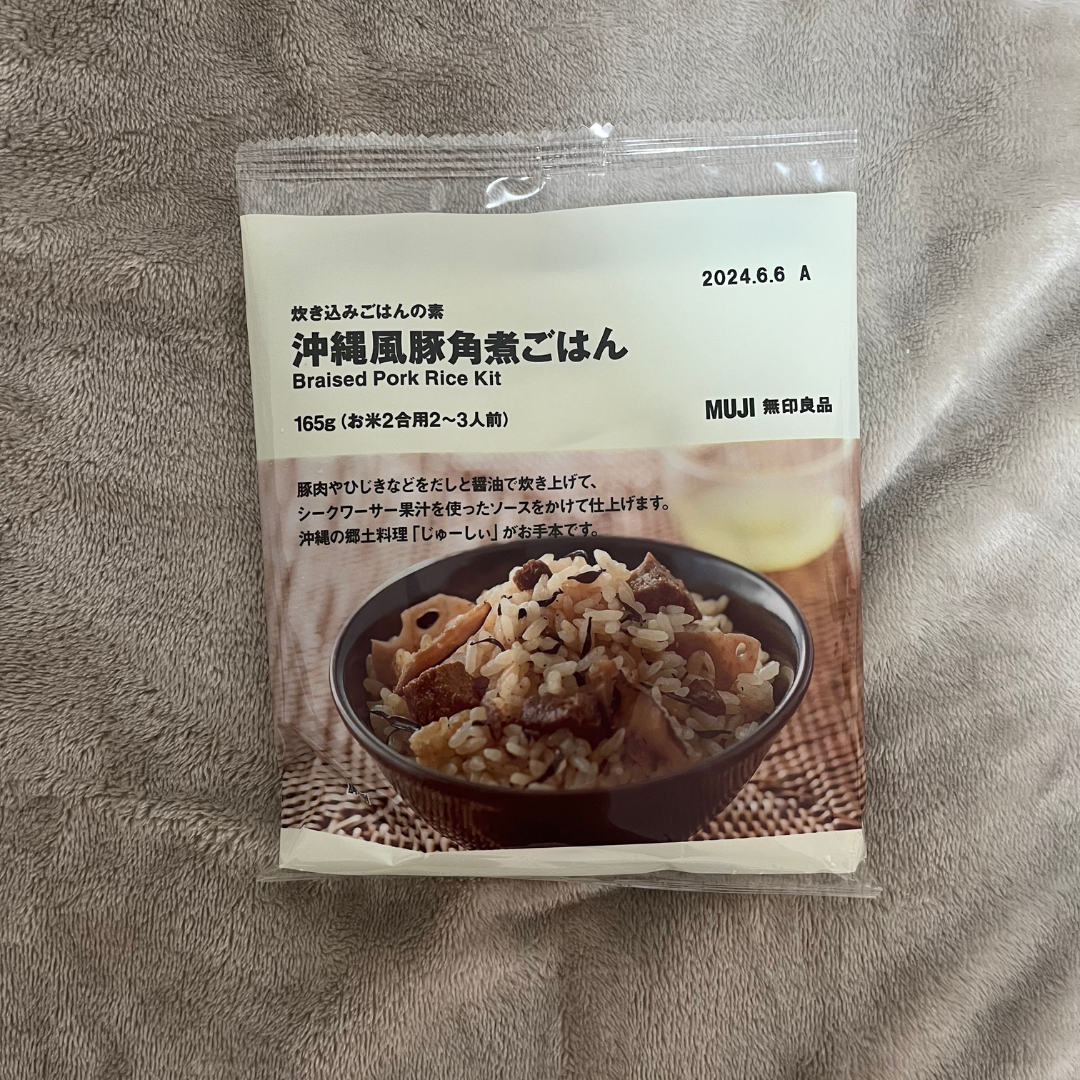 2024.6.6 A
炊き込みごはんの素
沖縄風豚角煮ごはん
Braised Pork Rice Kit
165g（お米2合用2〜3人前）
MUJI 無印良品
豚肉やひじきなどをだしと醤油で炊き上げて、
シークワーサー果汁を使ったソースをかけて仕上げます。
沖縄の郷土料理「じゅーしぃ」がお手本です。